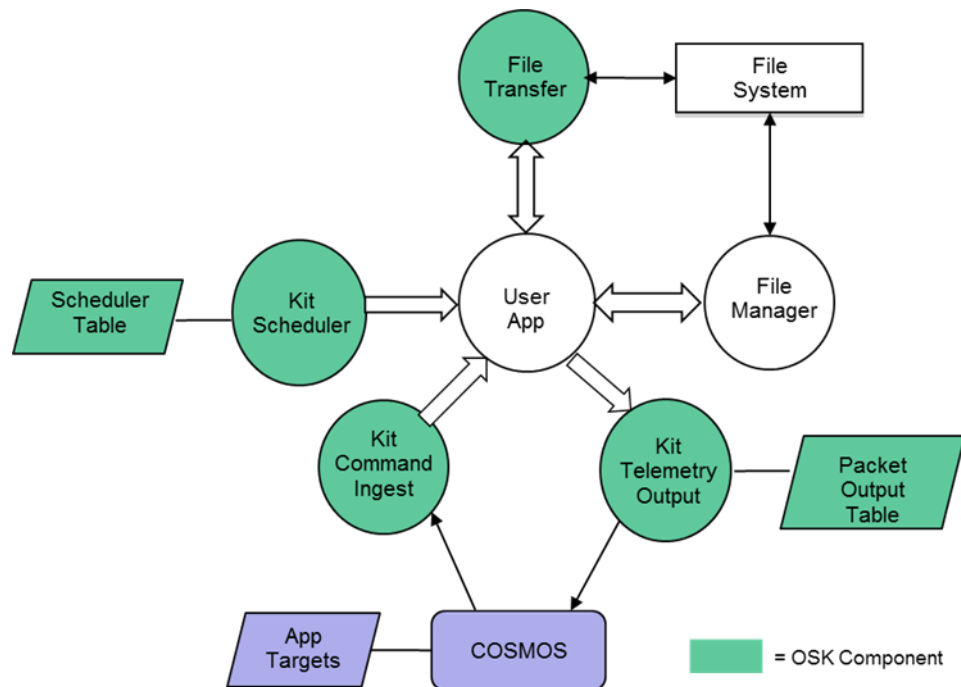 File
Transfer
File
System
Scheduler
Table
Kit
Scheduler
User
App
File
Manager
Kit
Command
Ingest
Kit
Telemetry
Output
Packet
Output
Table
App
Targets
COSMOS
= OSK Component